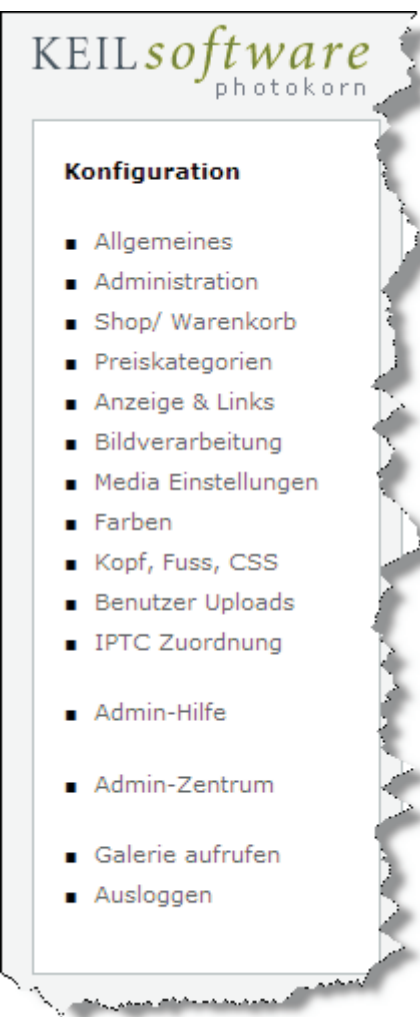 KEILsoftware
photokorn
Konfiguration
Allgemeines
Administration
Shop/ Warenkorb
Preiskategorien
Anzeige & Links
Bildverarbeitung
Media Einstellungen
Farben
Kopf, Fuss, CSS
Benutzer Uploads
IPTC Zuordnung
Admin-Hilfe
Admin-Zentrum
Galerie aufrufen
Ausloggen